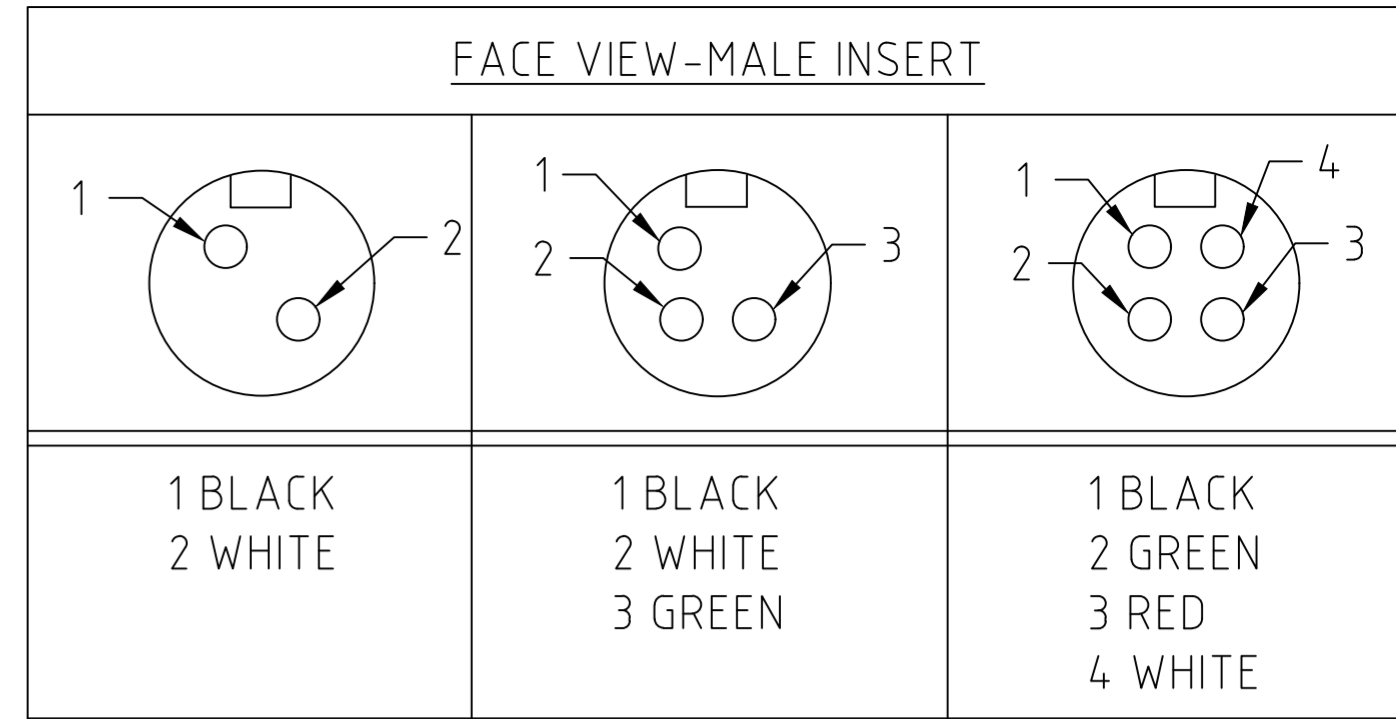 FACE VIEW-MALE INSERT
1
2
1
2
3
1
4
2
3
1 BLACK
2 WHITE
1 BLACK
2 WHITE
3 GREEN
1 BLACK
2 GREEN
3 RED
4 WHITE